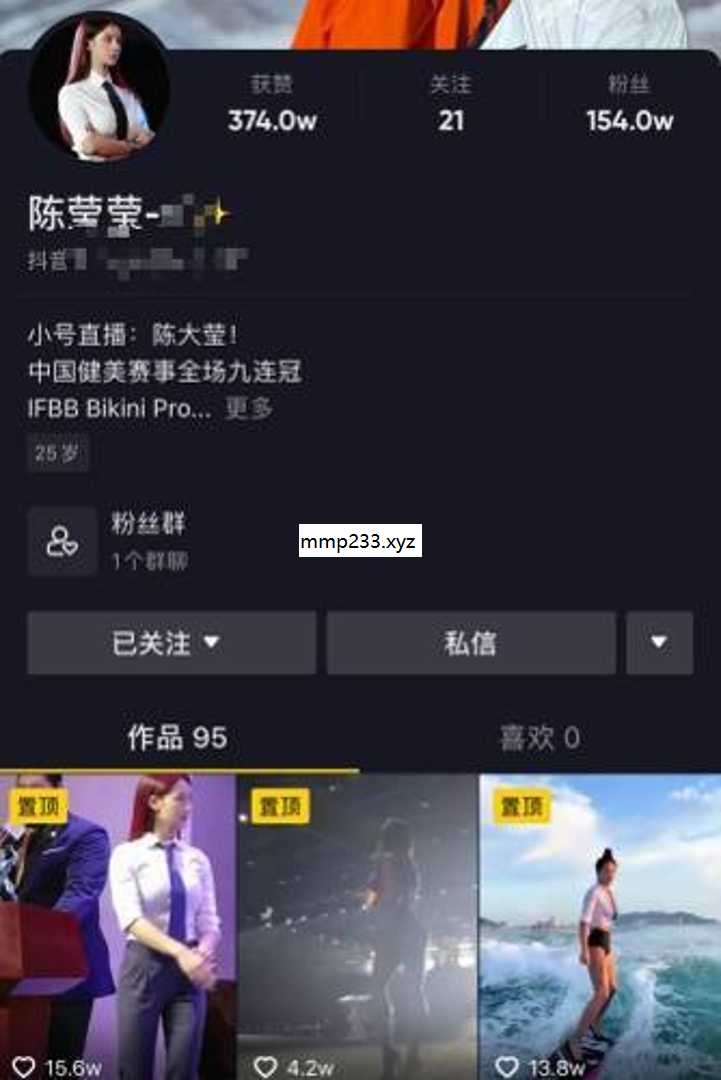 获赞 关注 粉丝
374.0w 21 154.0w
陈莹莹-
抖音
小号直播：陈大莹！
中国健美赛事全场九连冠
IFBB Bikini Pro... 更多
25岁
粉丝群
1个群聊
mmp233.xyz
已关注 私信
作品 95 喜欢 0
置顶 置顶 置顶
15.6w 4.2w 13.8w